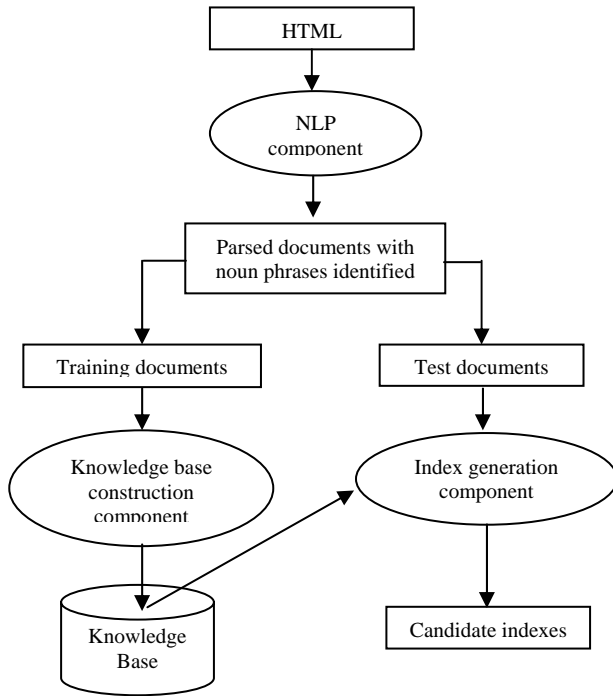 HTML
NLP
component
Parsed documents with
noun phrases identified
Training documents
Test documents
Knowledge base
construction
component
Index generation
component
Knowledge
Base
Candidate indexes